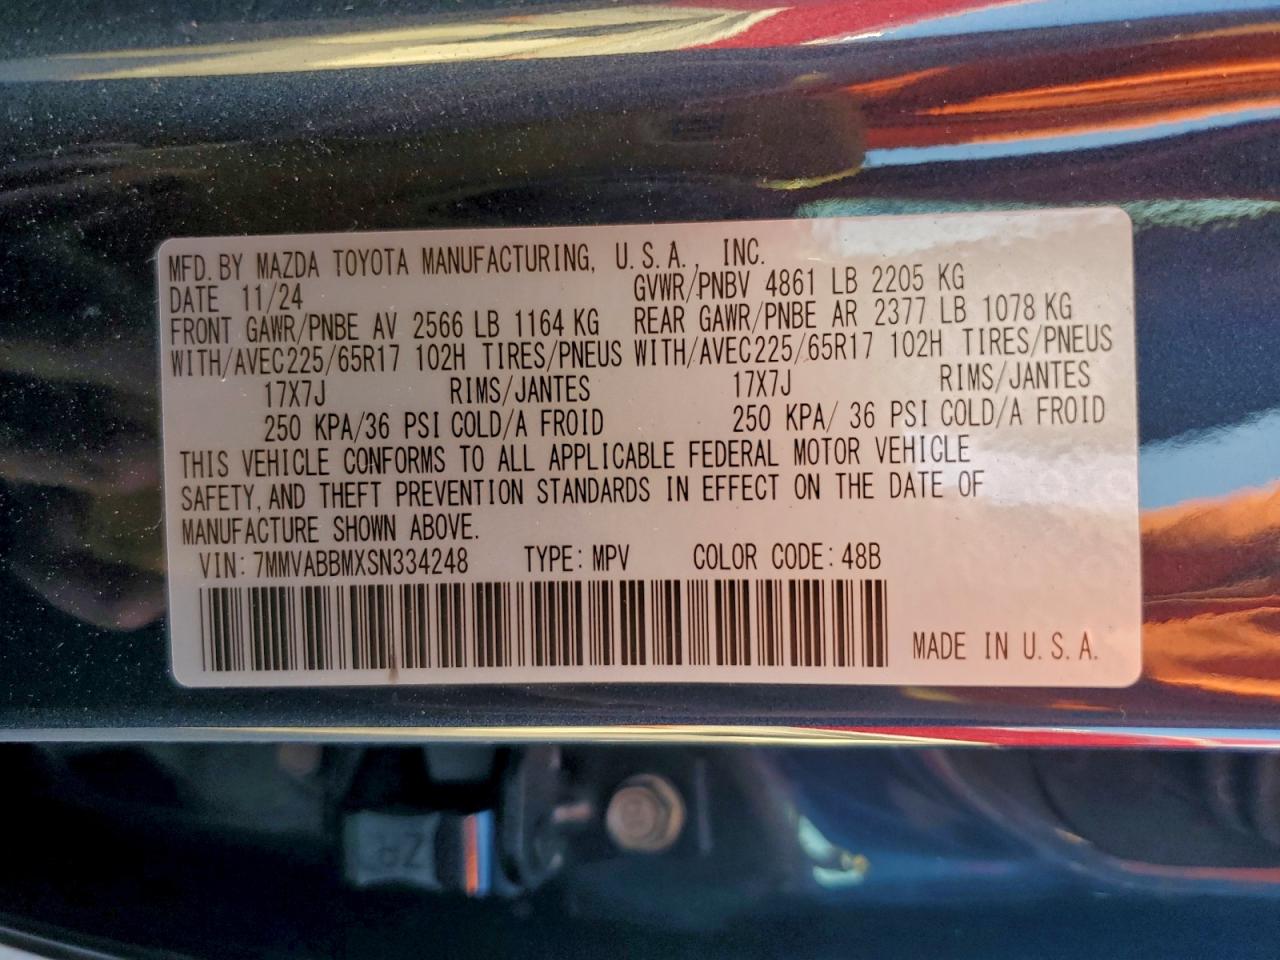 MFD. BY MAZDA TOYOTA MANUFACTURING, U.S.A., INC.
DATE 11/24 GVWR/PNBV 4861 LB 2205 KG
FRONT GAWR/PNBE AV 2566 LB 1164 KG REAR GAWR/PNBE AR 2377 LB 1078 KG
WITH/AVEC225/65R17 102H TIRES/PNEUS WITH/AVEC225/65R17 102H TIRES/PNEUS
17X7J RIMS/JANTES 17X7J RIMS/JANTES
250 KPA/36 PSI COLD/A FROID 250 KPA/ 36 PSI COLD/A FROID
THIS VEHICLE CONFORMS TO ALL APPLICABLE FEDERAL MOTOR VEHICLE
SAFETY, AND THEFT PREVENTION STANDARDS IN EFFECT ON THE DATE OF
MANUFACTURE SHOWN ABOVE.
VIN: 7MMVABBMXSN334248 TYPE: MPV COLOR CODE: 48B
MADE IN U.S.A.